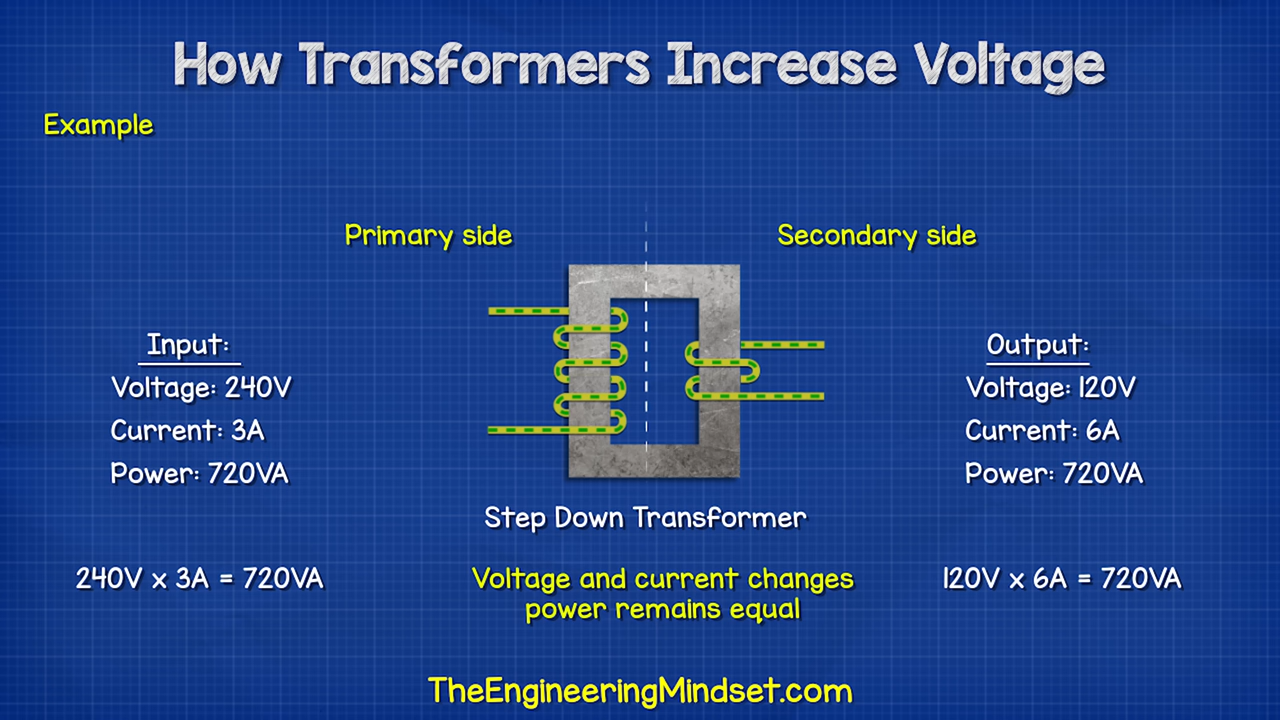 How Transformers Increase Voltage
Example
Primary side
Secondary side
Input:
Voltage: 240V
Current: 3A
Power: 720VA
Output:
Voltage: 120V
Current: 6A
Power: 720VA
Step Down Transformer
240V x 3A = 720VA
Voltage and current changes
power remains equal
120V x 6A = 720VA
TheEngineeringMindset.com